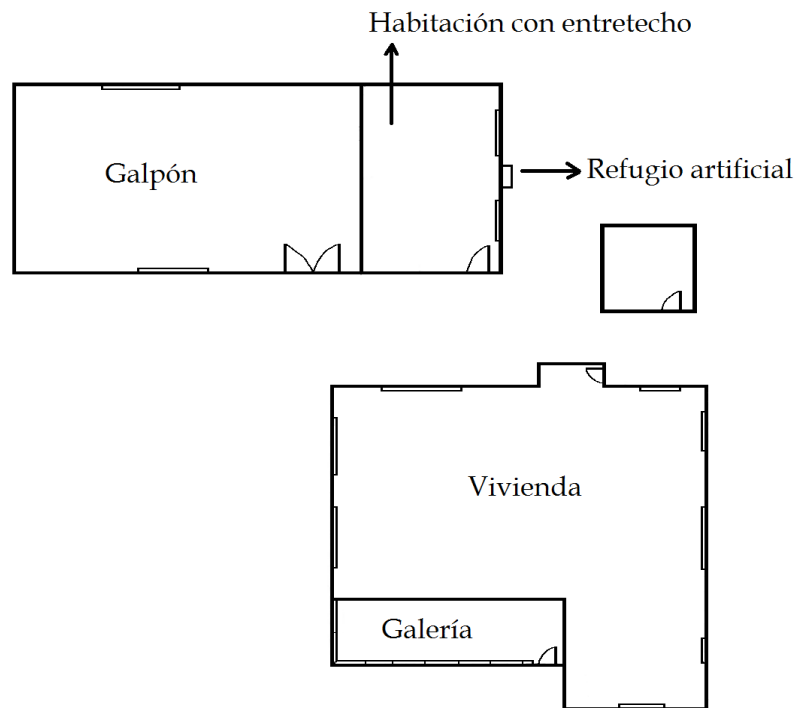 Habitación con entretecho
Galpón
Refugio artificial
Vivienda
Galería